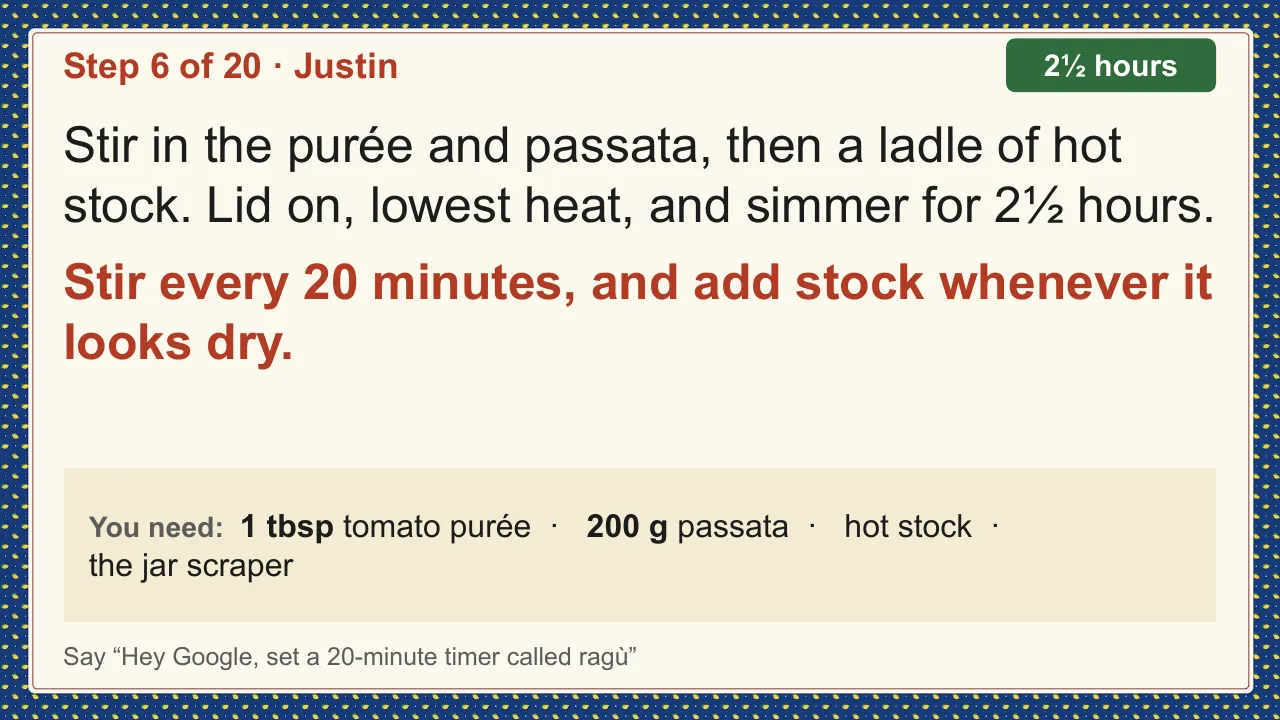 Step 6 of 20 · Justin
2½ hours
Stir in the purée and passata, then a ladle of hot
stock. Lid on, lowest heat, and simmer for 2½ hours.
Stir every 20 minutes, and add stock whenever it
looks dry.
You need: 1 tbsp tomato purée · 200 g passata · hot stock ·
the jar scraper
Say “Hey Google, set a 20-minute timer called ragù”